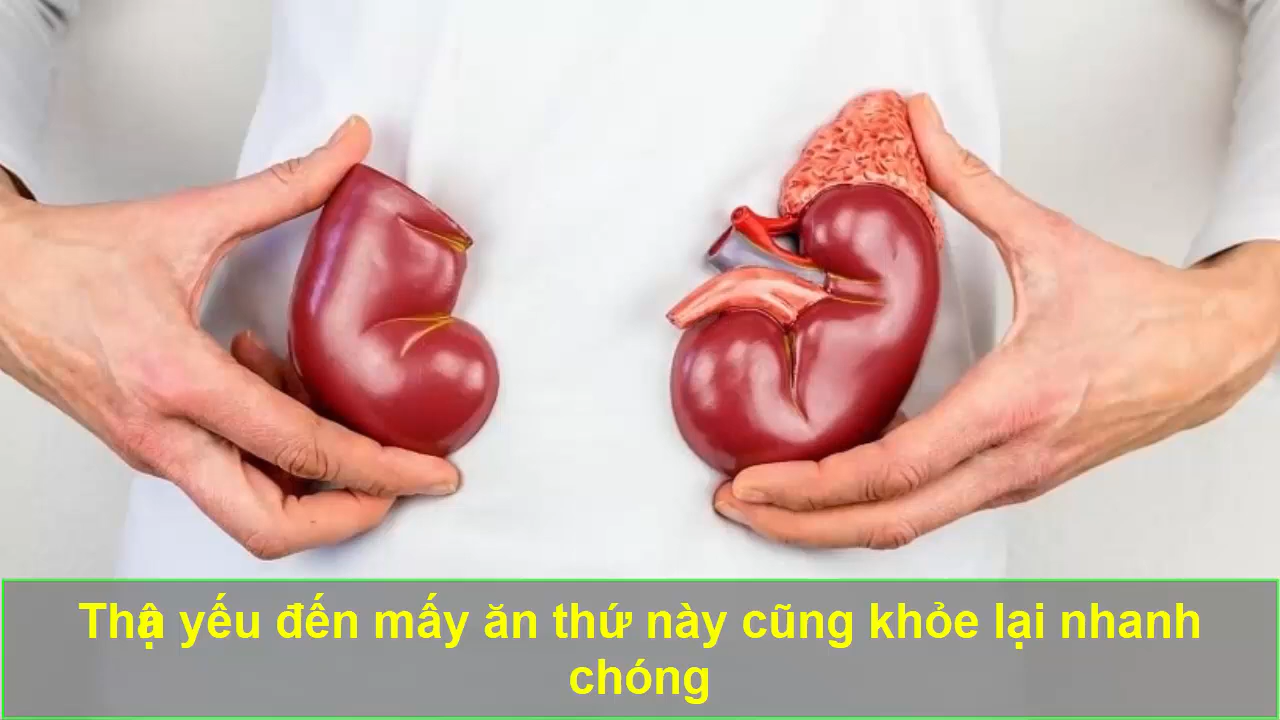 Thận yếu đến mấy ăn thứ này cũng khỏe lại nhanh
chóng